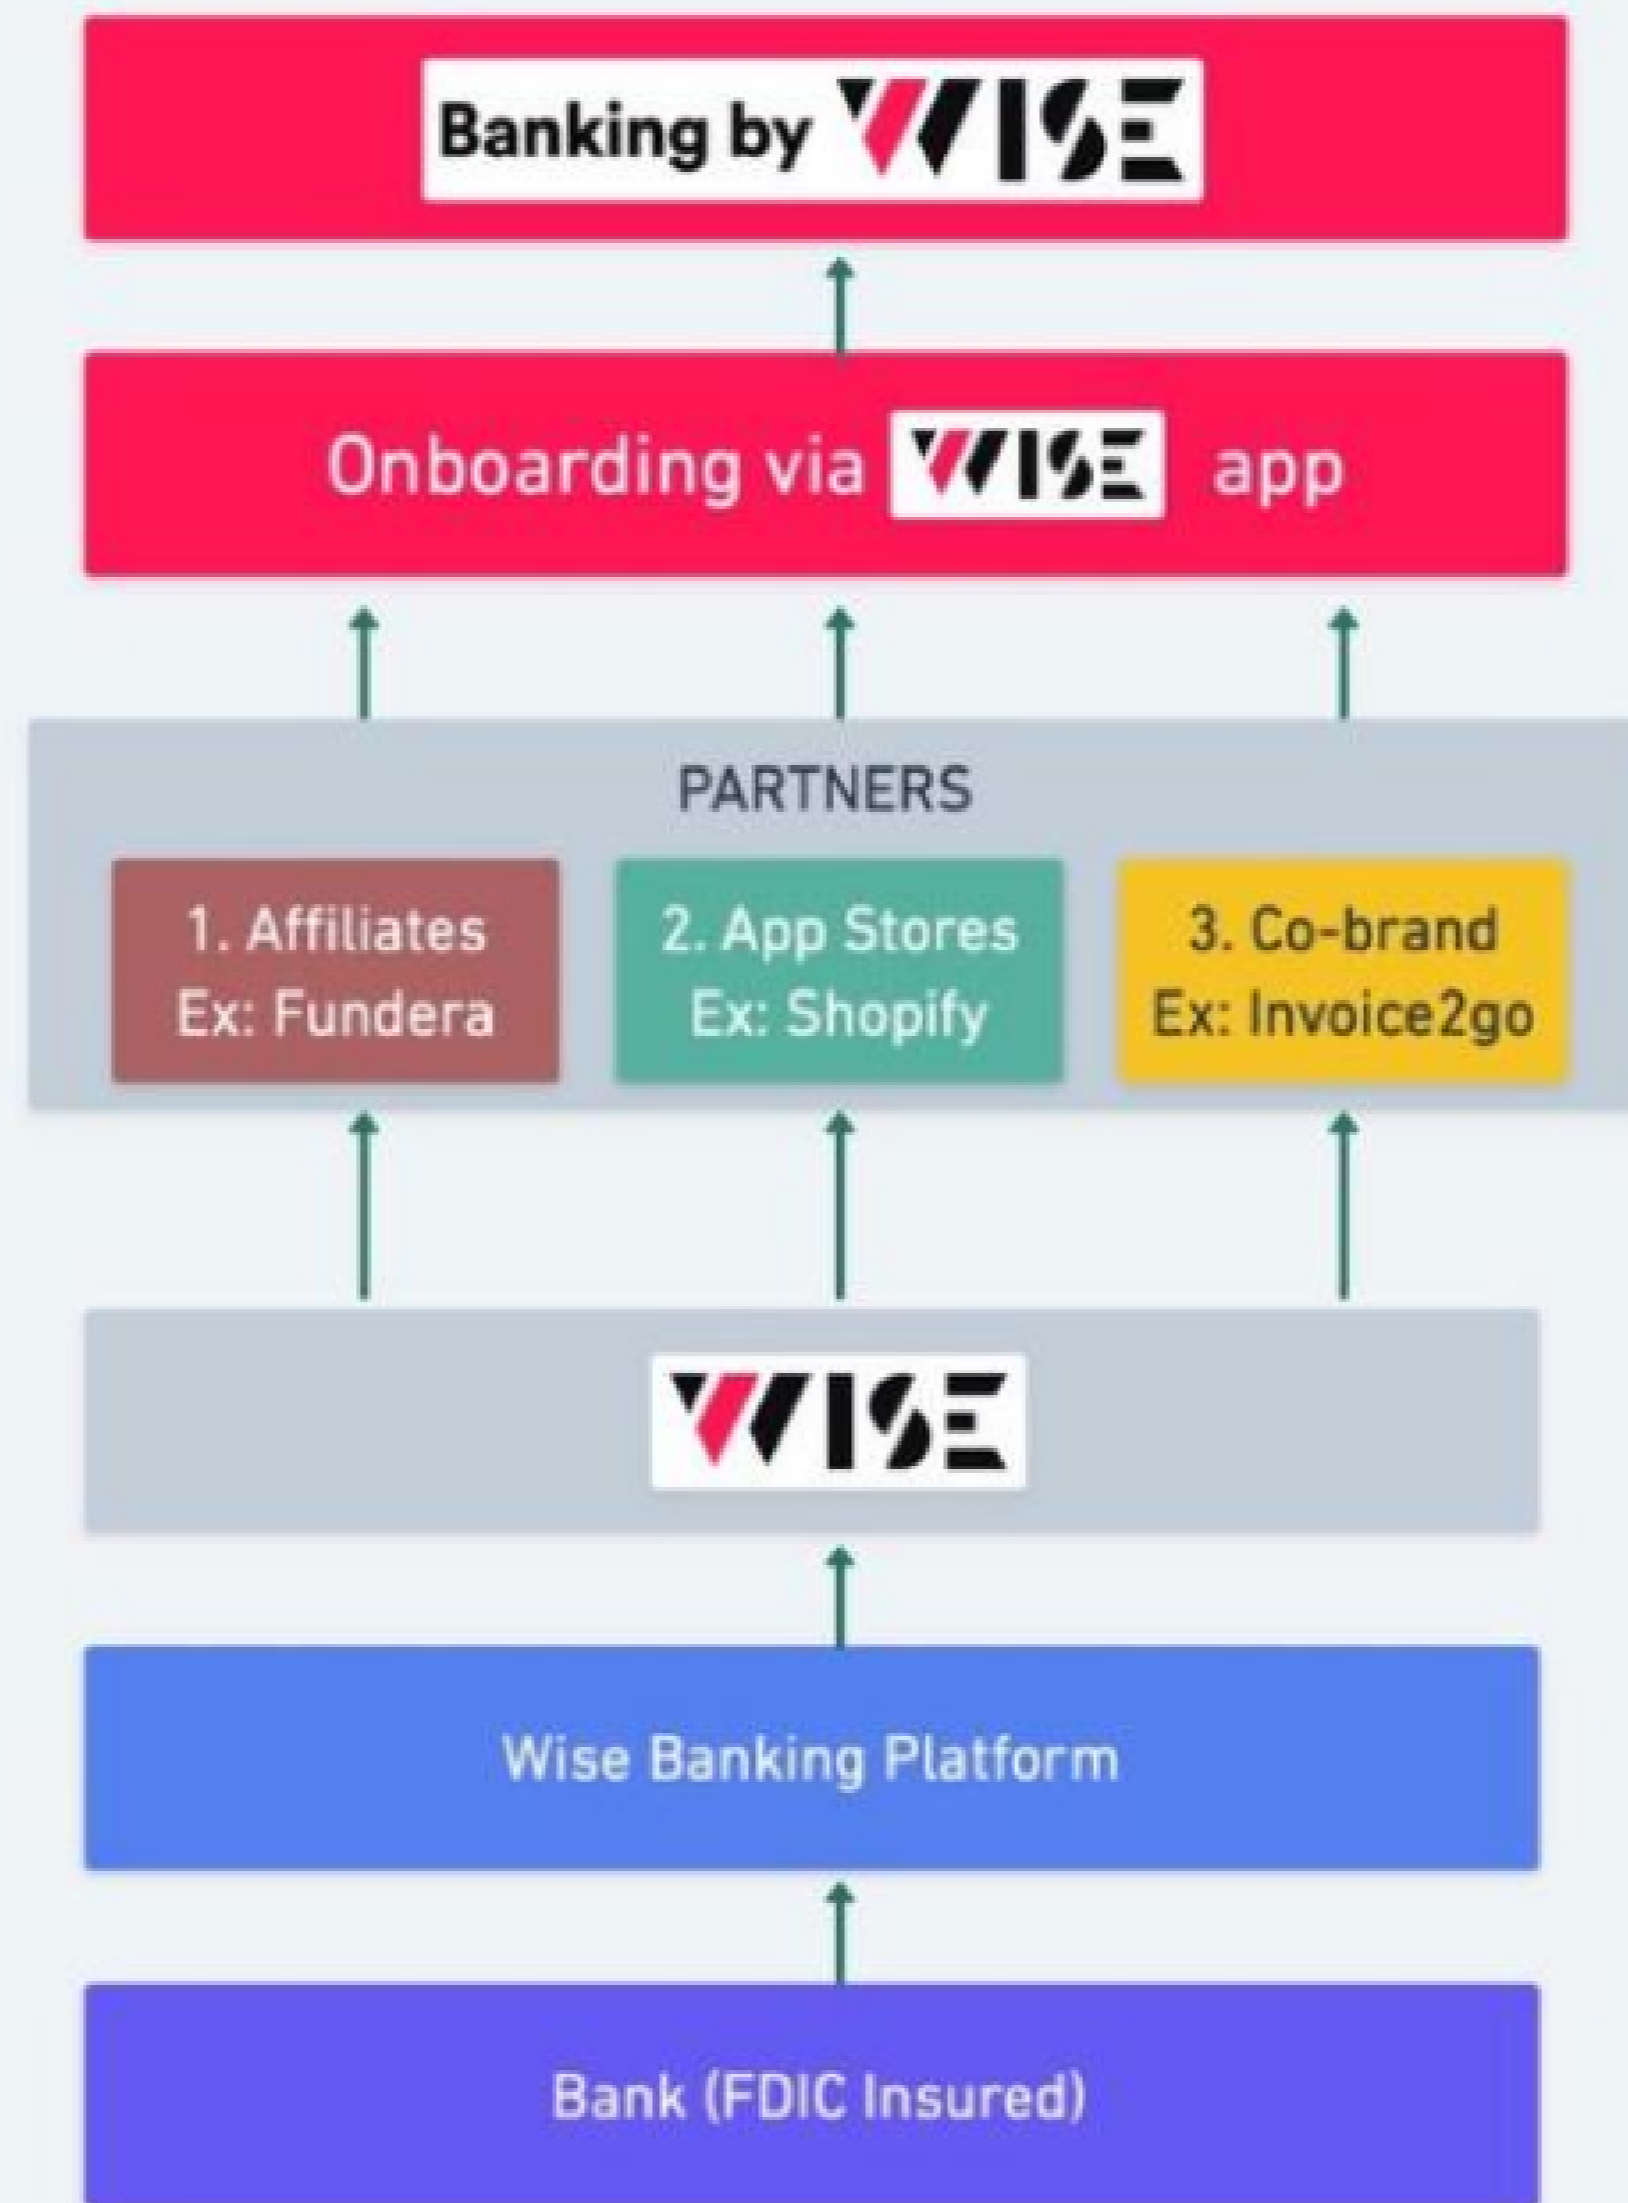 Banking by WISE
Onboarding via WISE app
PARTNERS
1. Affiliates
Ex: Fundera
2. App Stores
Ex: Shopify
3. Co-brand
Ex: Invoice2go
WISE
Wise Banking Platform
Bank (FDIC Insured)